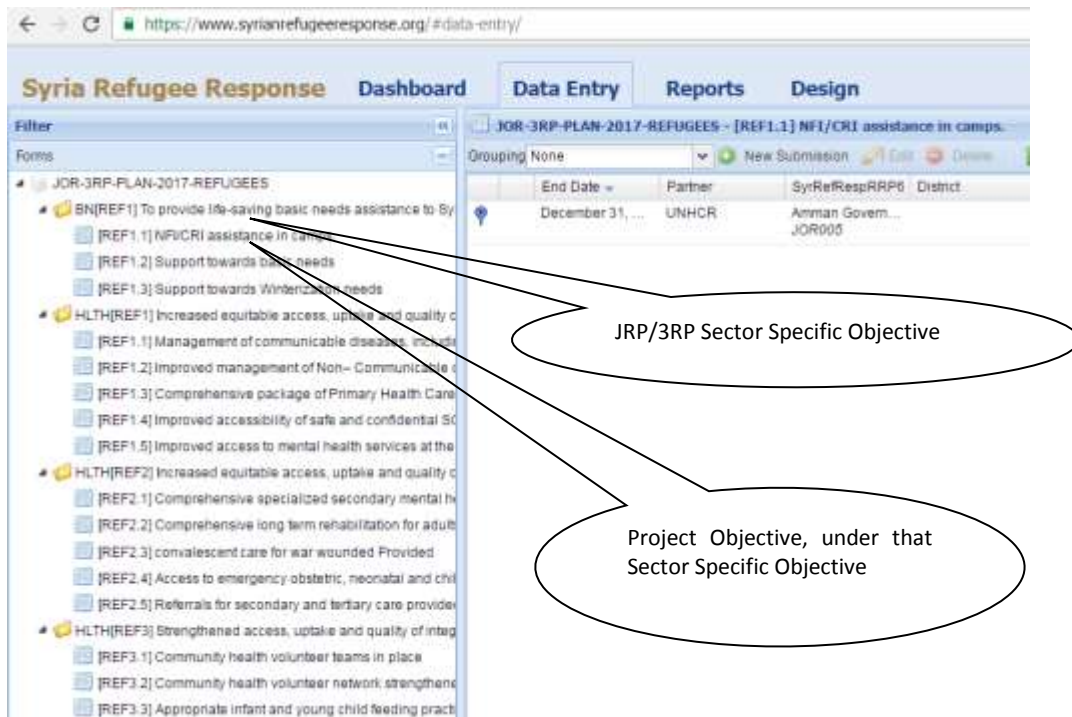 https://www.syrianrefugeeresponse.org/#data-entry/
Syria Refugee Response Dashboard Data Entry Reports Design
Filter
JOR-3RP-PLAN-2017-REFUGEES - [REF1.1] NFI/CRI assistance in camps.
Forms
Grouping None New Submission Edit Delete
JOR-3RP-PLAN-2017-REFUGEES
End Date Partner SyrRefRespRRP6 District
BN[REF1] To provide life-saving basic needs assistance to Sy
December 31, ... UNHCR Amman Govern...
JOR005
[REF1.1] NFI/CRI assistance in camps
[REF1.2] Support towards basic needs
[REF1.3] Support towards Winterization needs
HLTH[REF1] Increased equitable access, uptake and quality c
[REF1.1] Management of communicable diseases, include
[REF1.2] Improved management of Non– Communicable d
[REF1.3] Comprehensive package of Primary Health Care
[REF1.4] Improved accessibility of safe and confidential SG
[REF1.5] Improved access to mental health services at the
HLTH[REF2] Increased equitable access, uptake and quality c
[REF2.1] Comprehensive specialized secondary mental he
[REF2.2] Comprehensive long term rehabilitation for adult
[REF2.3] convalescent care for war wounded Provided
[REF2.4] Access to emergency obstetric, neonatal and chil
[REF2.5] Referrals for secondary and tertiary care provide
HLTH[REF3] Strengthened access, uptake and quality of integ
[REF3.1] Community health volunteer teams in place
[REF3.2] Community health volunteer network strengthene
[REF3.3] Appropriate infant and young child feeding pract
JRP/3RP Sector Specific Objective
Project Objective, under that
Sector Specific Objective